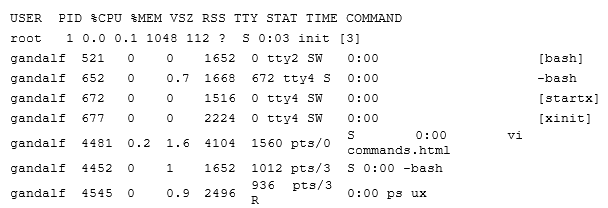 USER PID %CPU %MEM VSZ RSS TTY STAT TIME COMMAND
root 1 0.0 0.1 1048 112 ? S 0:03 init [3]
gandalf 521 0 0 1652 0 tty2 SW 0:00 [bash]
gandalf 652 0 0.7 1668 672 tty4 S 0:00 -bash
gandalf 672 0 0 1516 0 tty4 SW 0:00 [startx]
gandalf 677 0 0 2224 0 tty4 SW 0:00 [xinit]
gandalf 4481 0.2 1.6 4104 1560 pts/0 S 0:00 vi
commands.html
gandalf 4452 0 1 1652 1012 pts/3 S 0:00 -bash
gandalf 4545 0 0.9 2496 936 pts/3
R 0:00 ps ux